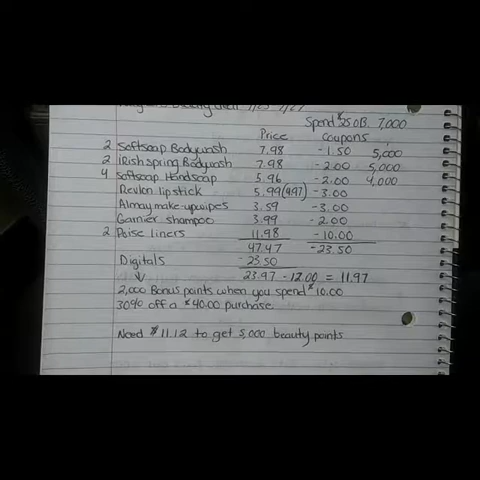 Spend $25 OB. 7,000
Price coupons
2 Softsoap Bodywash 7.98 -1.50 5,000
2 iRish spring Bodywash 7.98 -2.00 5,000
4 Softsoap Handsoap 5.96 -2.00 4,000
Revlon lipstick 5.99(4.97) -3.00
Almay make-up wipes 3.59 -3.00
Garnier shampoo 3.99 -2.00
2 Poise liners 11.98 -10.00
47.47 -23.50
Digitals -23.50
23.97 - 12.00 = 11.97
2,000 Bonus points when you spend $10.00
30% off a $40.00 purchase
Need $11.12 to get 5,000 beauty points